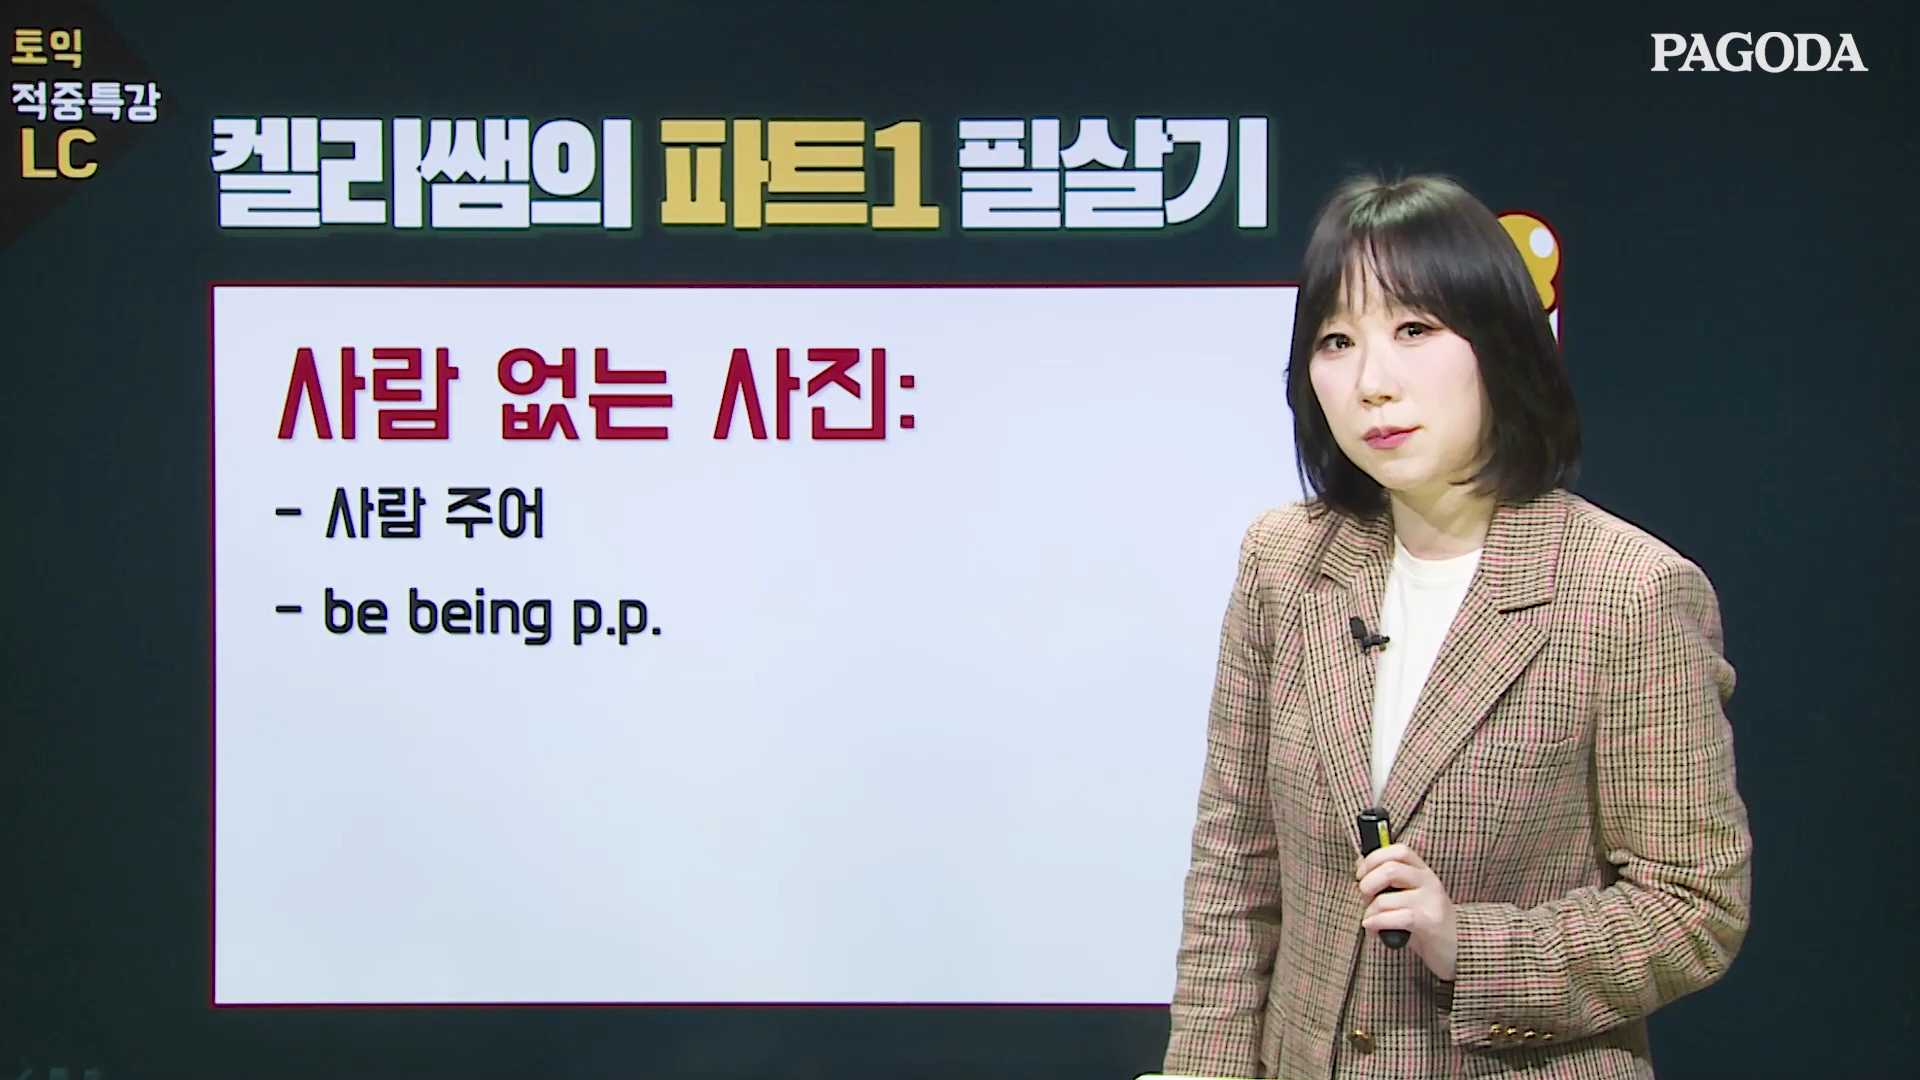 토익
적중특강
LC
PAGODA
켈리쌤의 파트1 필살기
사람 없는 사진:
- 사람 주어
- be being p.p.